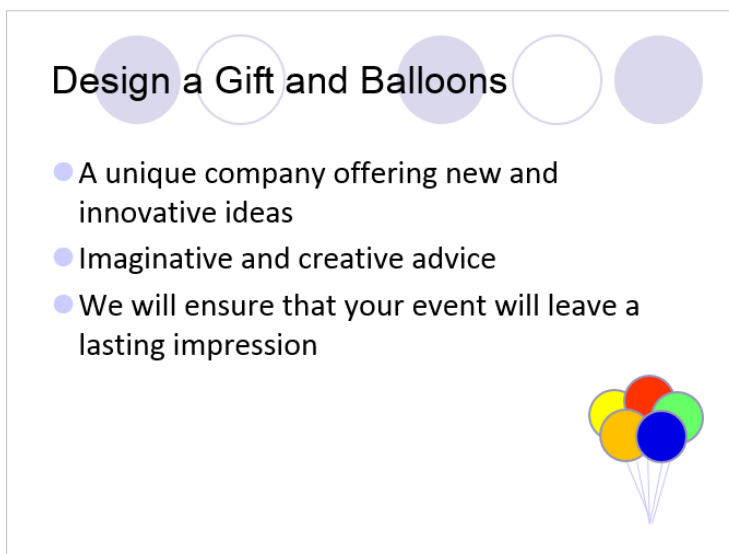 Design a Gift and Balloons
A unique company offering new and
innovative ideas
Imaginative and creative advice
We will ensure that your event will leave a
lasting impression